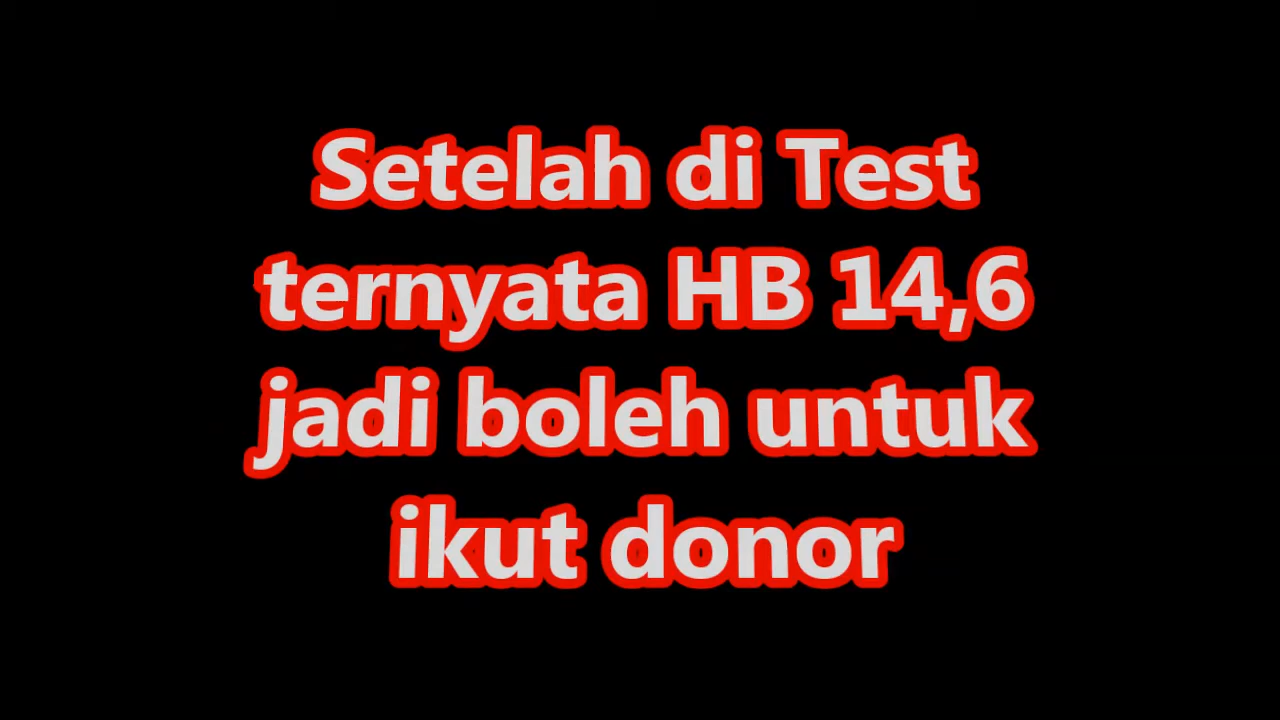 Setelah di Test
ternyata HB 14,6
jadi boleh untuk
ikut donor